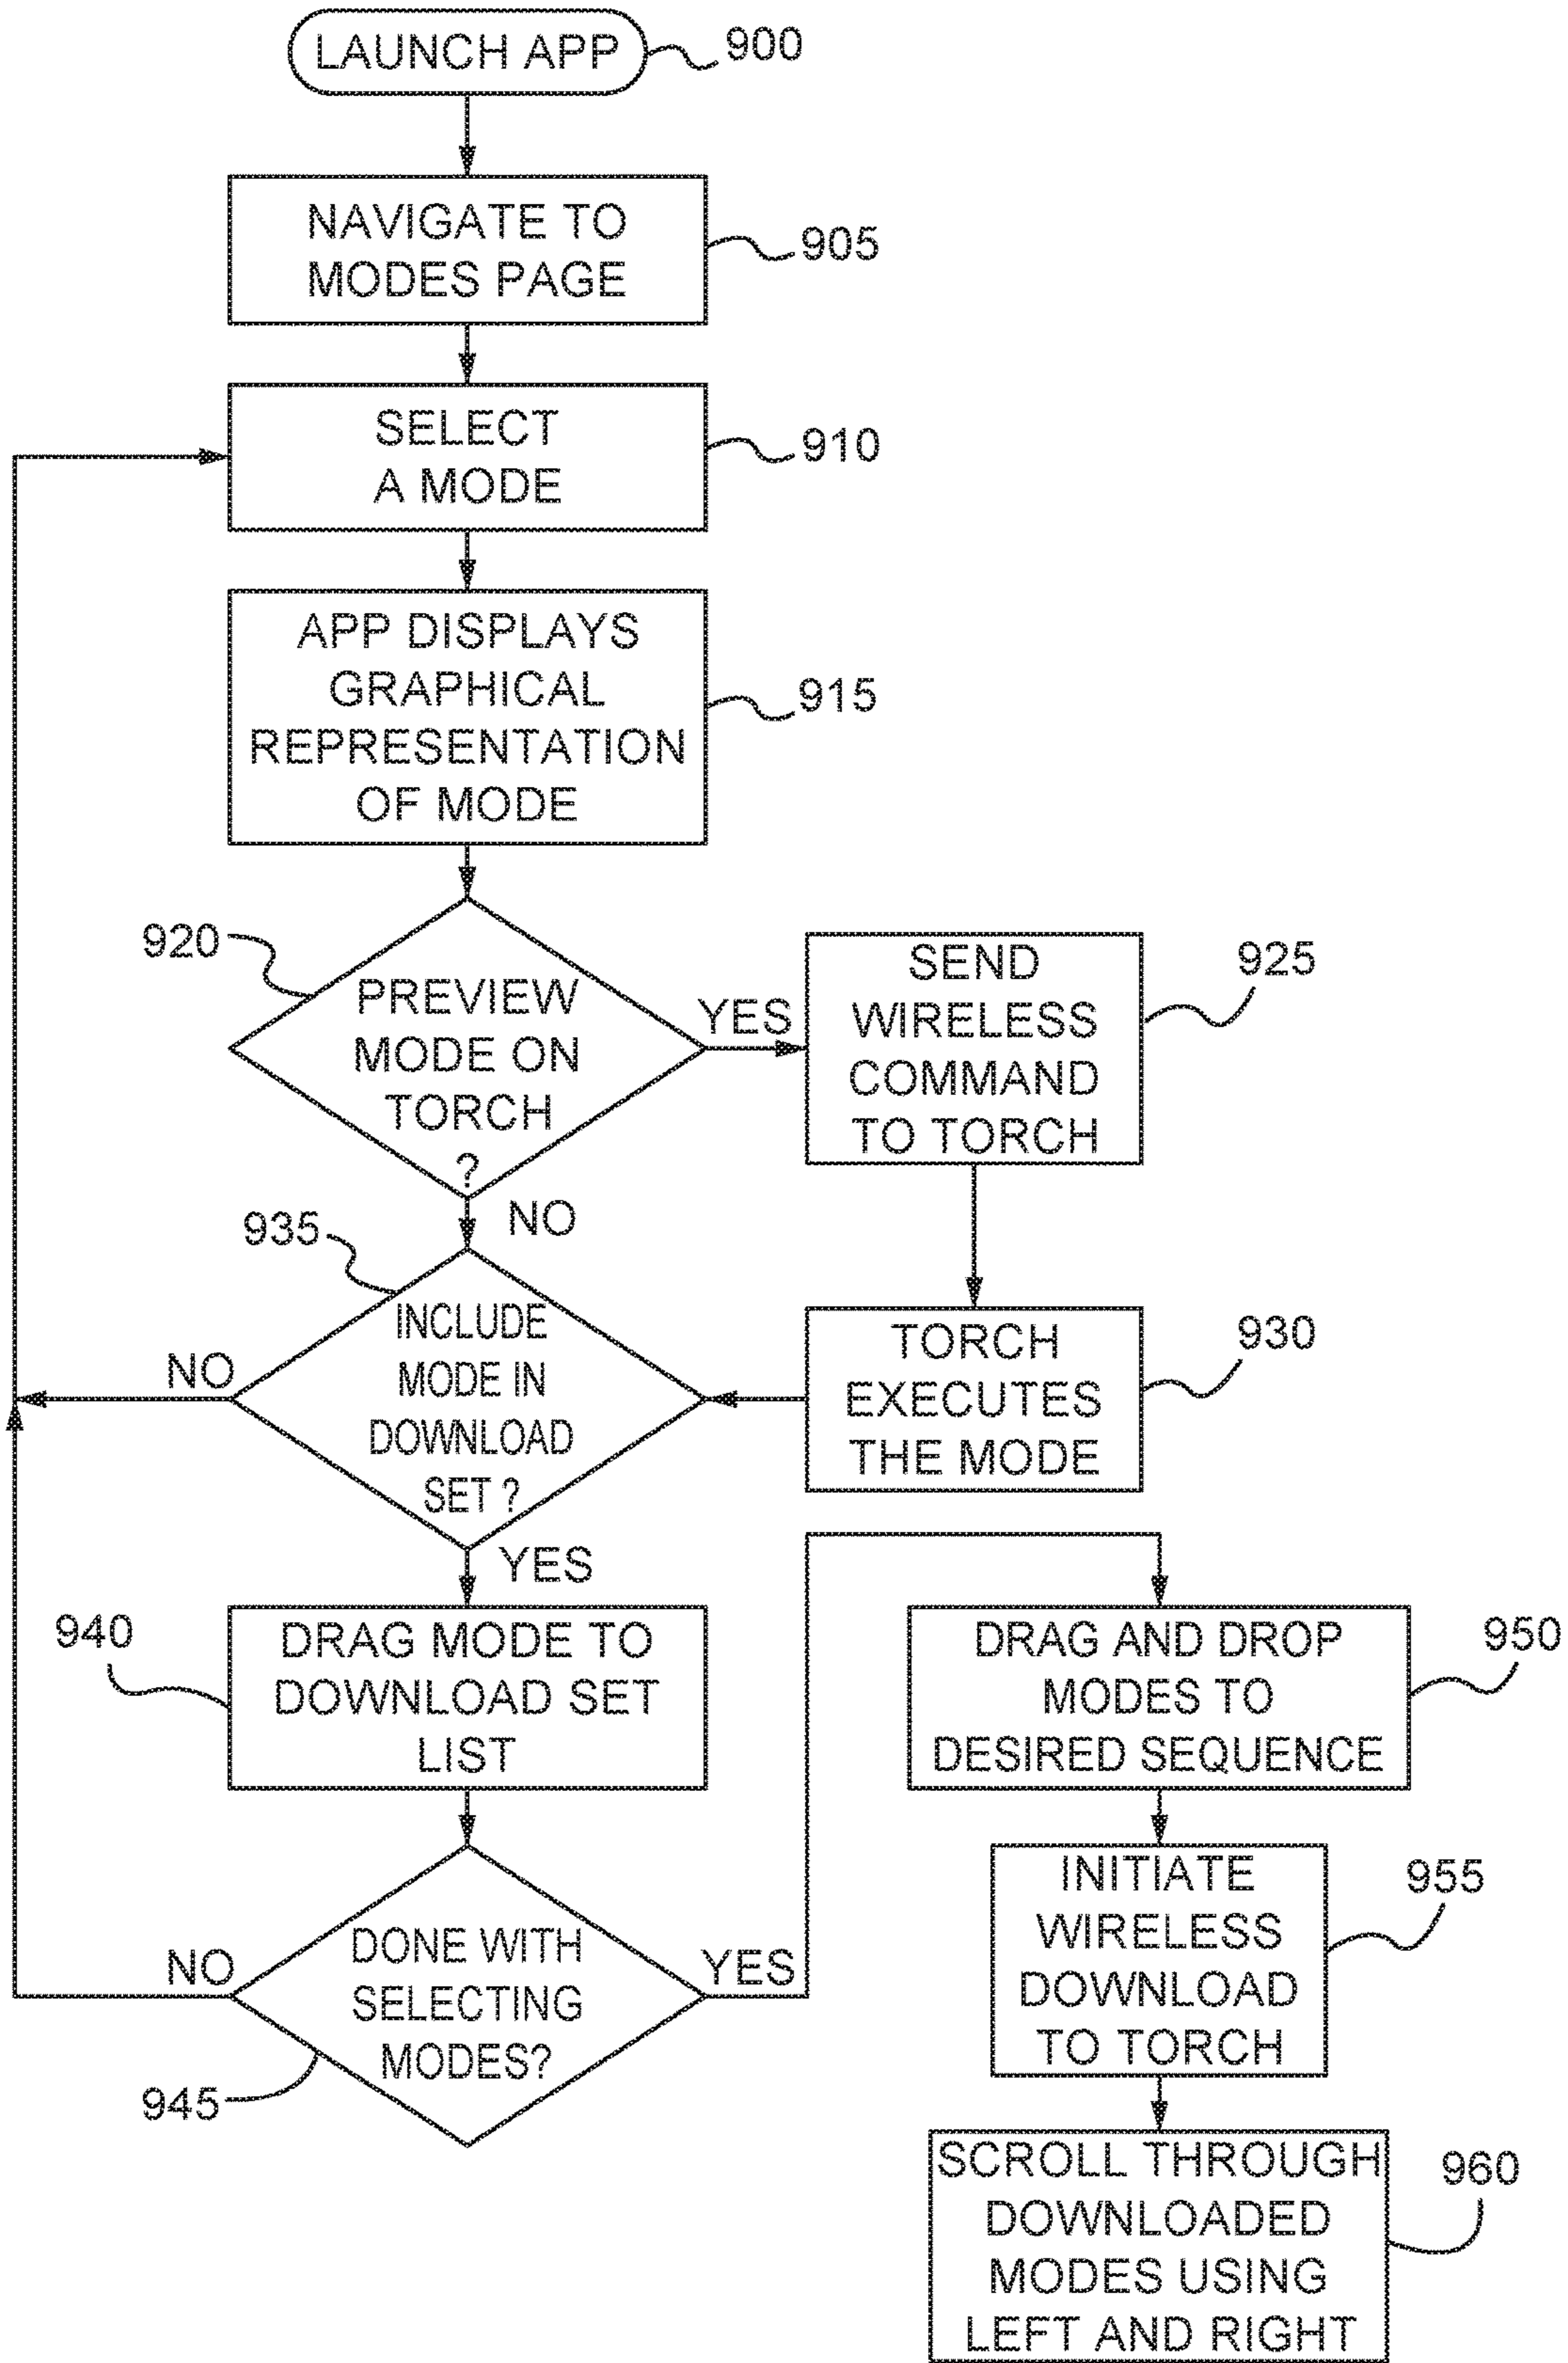 LAUNCH APP
900
NAVIGATE TO
MODES PAGE
905
SELECT
A MODE
910
APP DISPLAYS
GRAPHICAL
REPRESENTATION
OF MODE
915
920
PREVIEW
MODE ON
TORCH
?
YES
NO
SEND
WIRELESS
COMMAND
TO TORCH
925
TORCH
EXECUTES
THE MODE
930
935
INCLUDE
MODE IN
DOWNLOAD
SET ?
NO
YES
940
DRAG MODE TO
DOWNLOAD SET
LIST
DONE WITH
SELECTING
MODES?
945
NO
YES
DRAG AND DROP
MODES TO
DESIRED SEQUENCE
950
INITIATE
WIRELESS
DOWNLOAD
TO TORCH
955
SCROLL THROUGH
DOWNLOADED
MODES USING
LEFT AND RIGHT
960